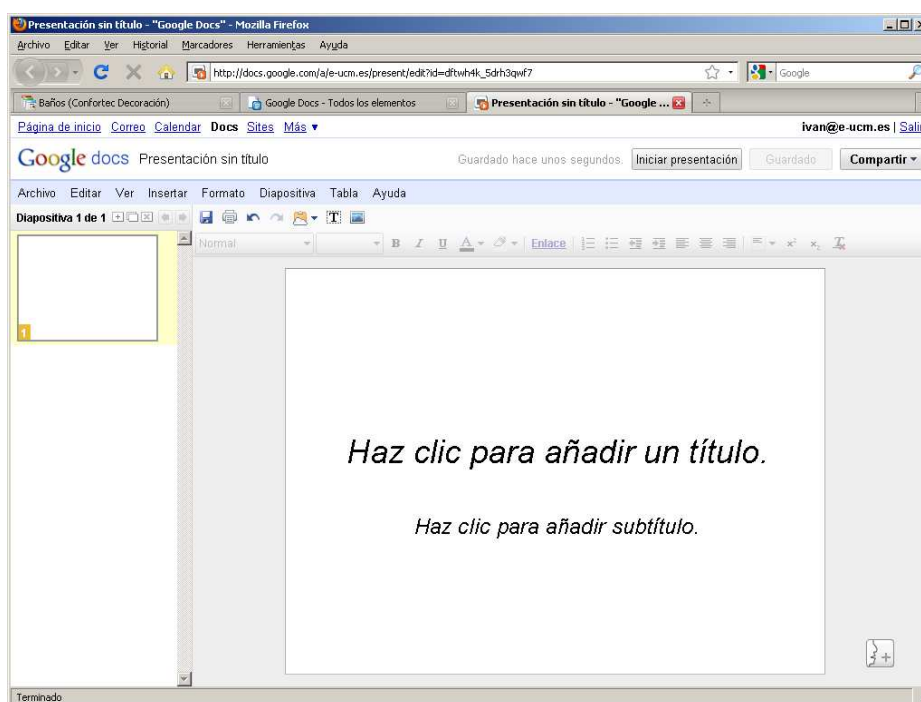 Presentación sin título - "Google Docs" - Mozilla Firefox
Archivo Editar Ver Historial Marcadores Herramientas Ayuda
http://docs.google.com/a/e-ucm.es/present/edit?id=dftwh4k_5drh3qwf7 Google
Baños (Confortec Decoración) Google Docs - Todos los elementos Presentación sin título - "Google ...
Página de inicio Correo Calendar Docs Sites Más ▼ ivan@e-ucm.es | Sali
Google docs Presentación sin título Guardado hace unos segundos. Iniciar presentación Guardado Compartir
Archivo Editar Ver Insertar Formato Diapositiva Tabla Ayuda
Diapositiva 1 de 1
Normal B I U A Enlace
1
Haz clic para añadir un título.
Haz clic para añadir subtítulo.
Terminado